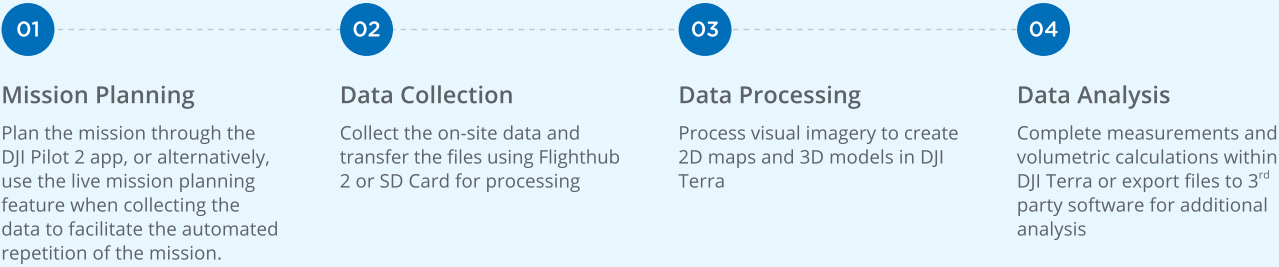 01
02
03
04
Mission Planning
Plan the mission through the
DJI Pilot 2 app, or alternatively,
use the live mission planning
feature when collecting the
data to facilitate the automated
repetition of the mission.
Data Collection
Collect the on-site data and
transfer the files using Flighthub
2 or SD Card for processing
Data Processing
Process visual imagery to create
2D maps and 3D models in DJI
Terra
Data Analysis
Complete measurements and
volumetric calculations within
DJI Terra or export files to 3rd
party software for additional
analysis